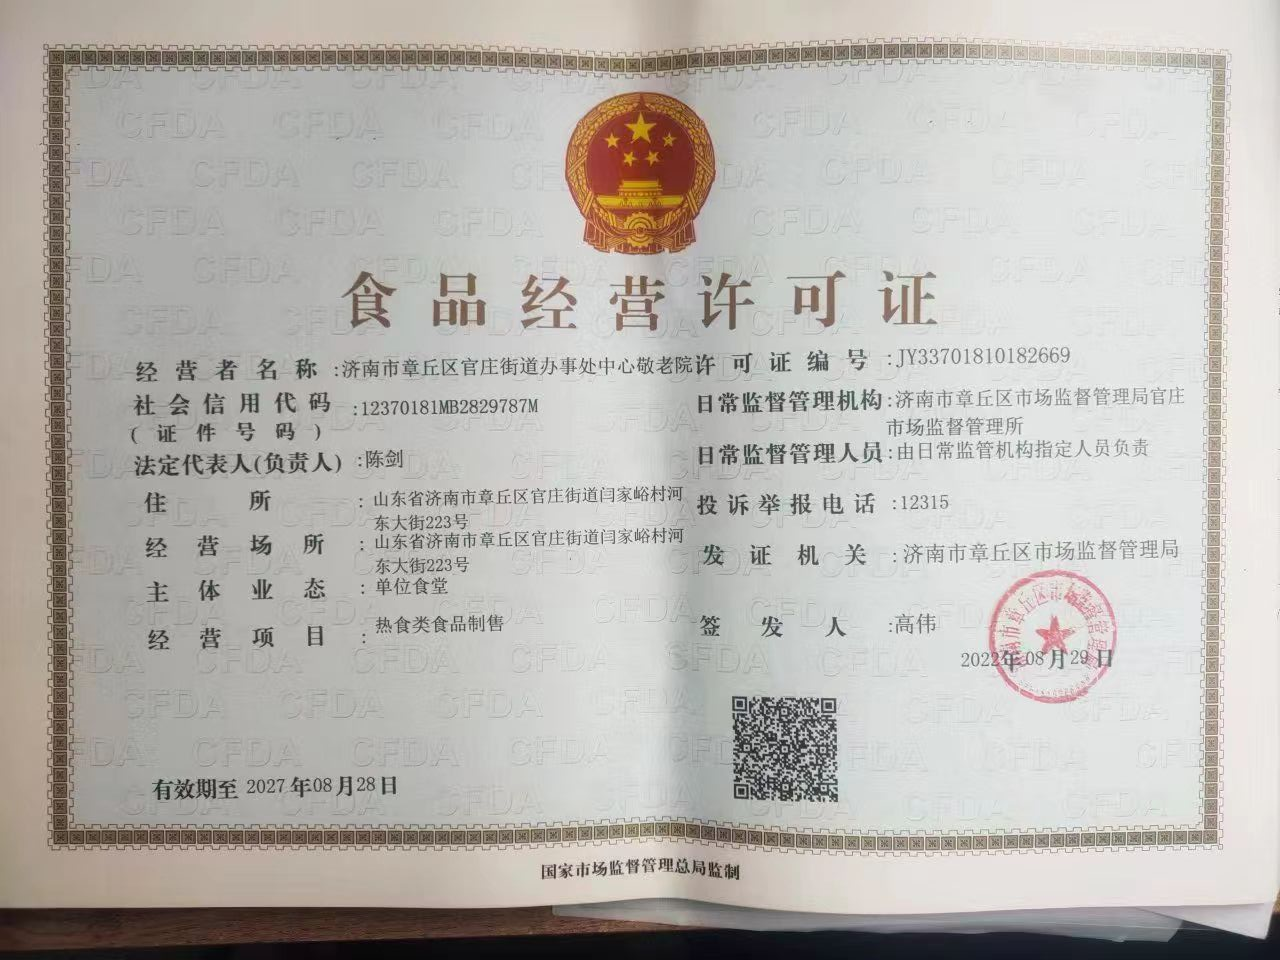 食品经营许可证
经营者名称:济南市章丘区官庄街道办事处中心敬老院
社会信用代码:12370181MB2829787M
(证件号码)
法定代表人(负责人):陈剑
住所:山东省济南市章丘区官庄街道闫家峪村河
东大街223号
经营场所:山东省济南市章丘区官庄街道闫家峪村河
东大街223号
主体业态:单位食堂
经营项目:热食类食品制售
有效期至 2027年08月28日
许可证编号:JY33701810182669
日常监督管理机构:济南市章丘区市场监督管理局官庄
市场监督管理所
日常监督管理人员:由日常监管机构指定人员负责
投诉举报电话:12315
发证机关:济南市章丘区市场监督管理局
签发人:高伟
2022年08月29日
国家市场监督管理总局监制